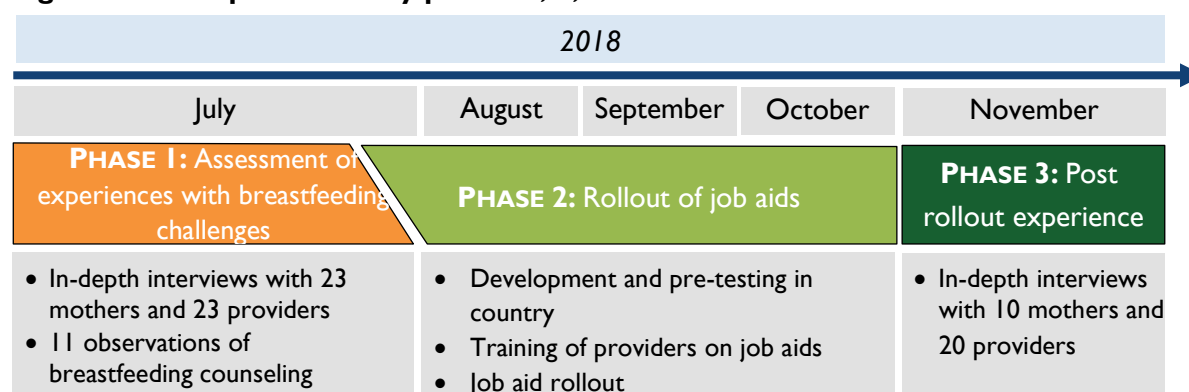 2018
July
August
September
October
November
PHASE 1: Assessment of
experiences with breastfeeding
challenges
PHASE 2: Rollout of job aids
PHASE 3: Post
rollout experience
• In-depth interviews with 23
mothers and 23 providers
• 11 observations of
breastfeeding counseling
• Development and pre-testing in
country
• Training of providers on job aids
• Job aid rollout
• In-depth interviews
with 10 mothers and
20 providers